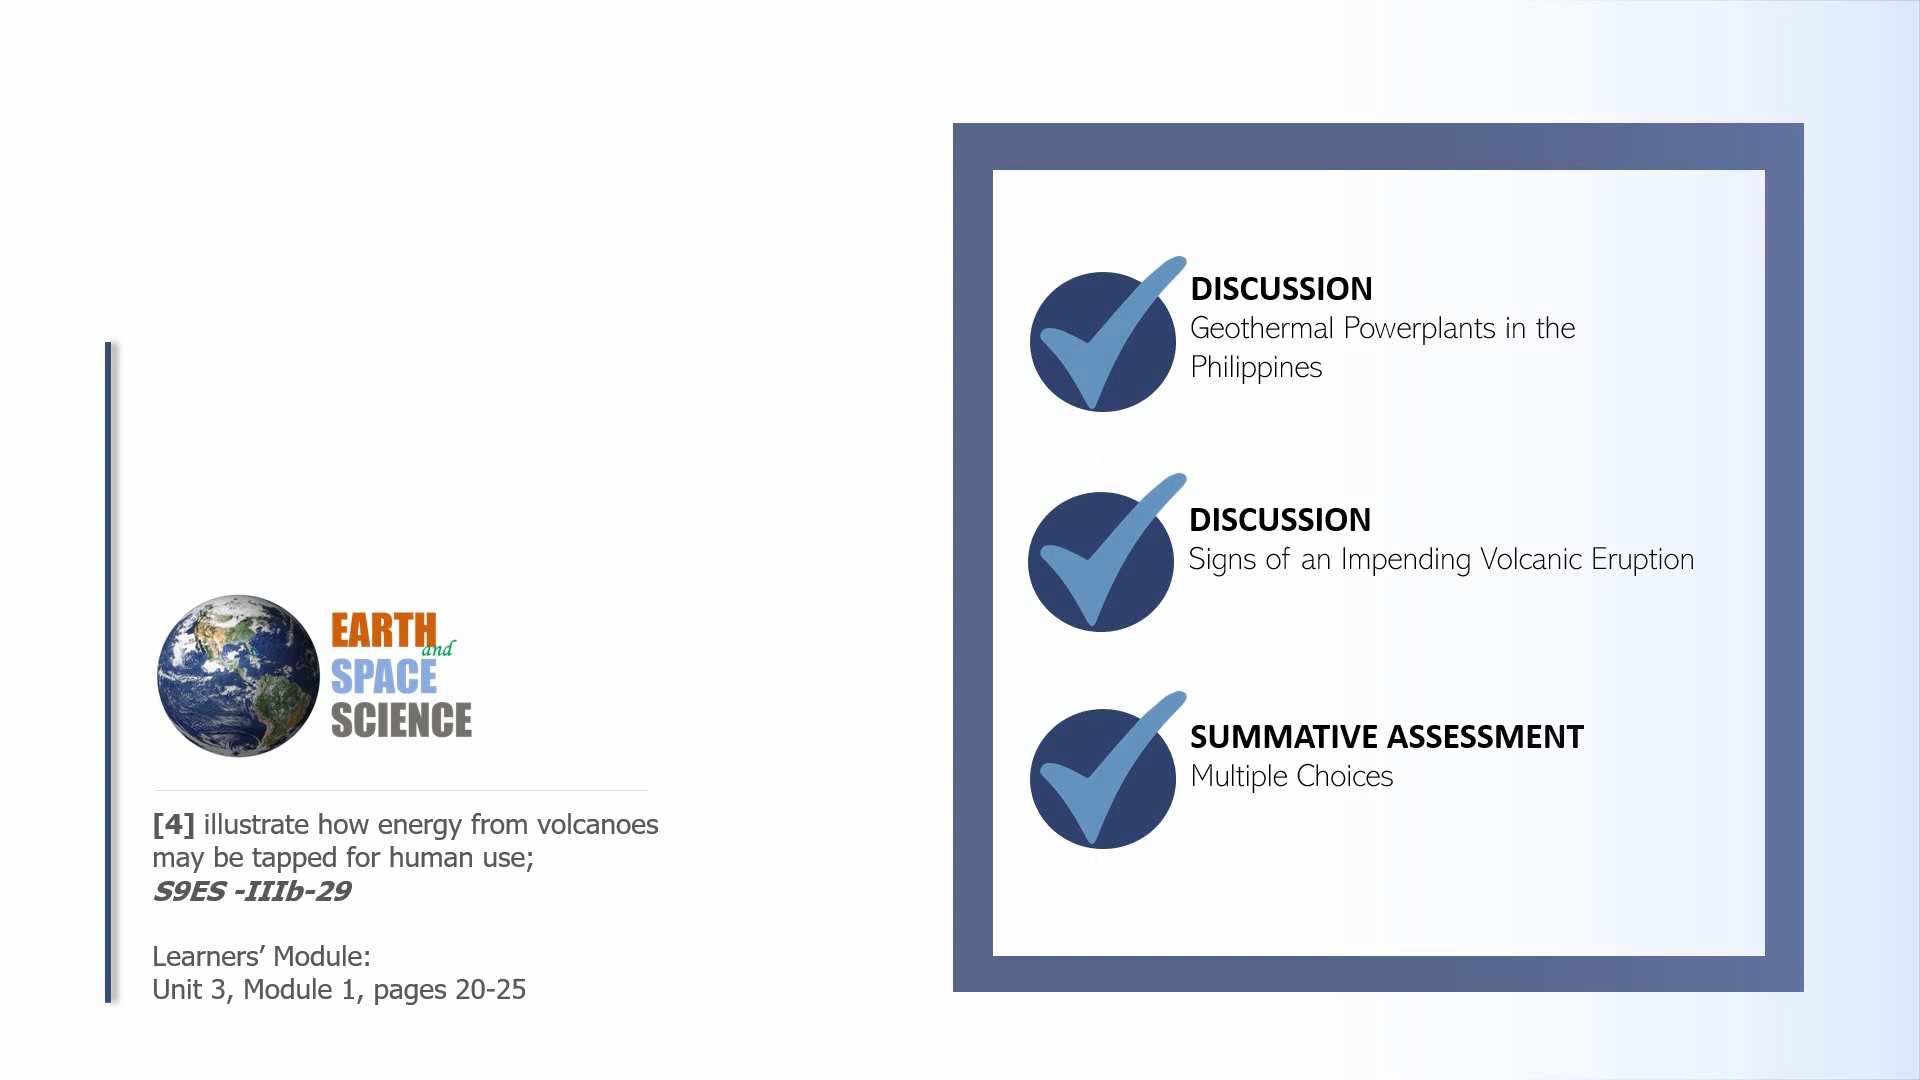 EARTH
and
SPACE
SCIENCE
[4] illustrate how energy from volcanoes
may be tapped for human use;
S9ES -IIIb-29
Learners’ Module:
Unit 3, Module 1, pages 20-25
DISCUSSION
Geothermal Powerplants in the
Philippines
DISCUSSION
Signs of an Impending Volcanic Eruption
SUMMATIVE ASSESSMENT
Multiple Choices